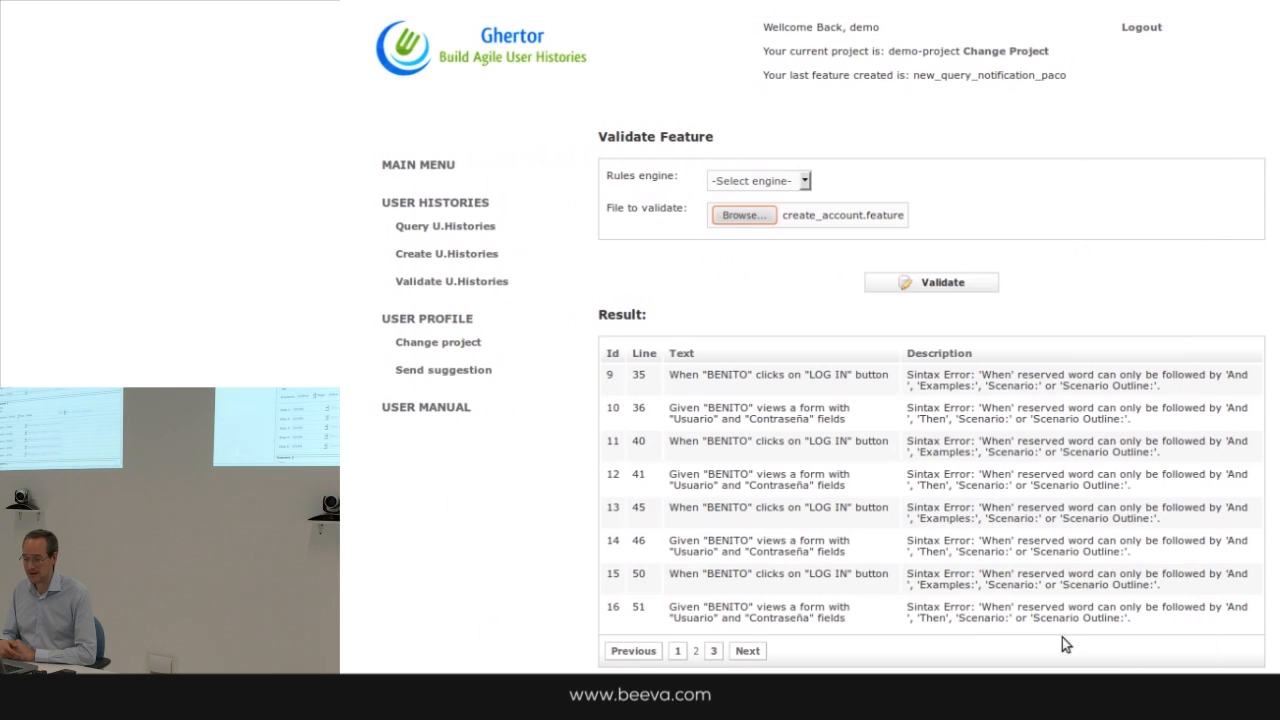 Ghertor
Build Agile User Histories
Wellcome Back, demo
Logout
Your current project is: demo-project Change Project
Your last feature created is: new_query_notification_paco
MAIN MENU
USER HISTORIES
Query U.Histories
Create U.Histories
Validate U.Histories
USER PROFILE
Change project
Send suggestion
USER MANUAL
Validate Feature
Rules engine:
-Select engine-
File to validate:
Browse...
create_account.feature
Validate
Result:
Id Line Text Description
9 35 When "BENITO" clicks on "LOG IN" button Sintax Error: 'When' reserved word can only be followed by 'And
', 'Examples:', 'Scenario:' or 'Scenario Outline:'.
10 36 Given "BENITO" views a form with Sintax Error: 'When' reserved word can only be followed by 'And
"Usuario" and "Contraseña" fields ', 'Then', 'Scenario:' or 'Scenario Outline:'.
11 40 When "BENITO" clicks on "LOG IN" button Sintax Error: 'When' reserved word can only be followed by 'And
', 'Examples:', 'Scenario:' or 'Scenario Outline:'.
12 41 Given "BENITO" views a form with Sintax Error: 'When' reserved word can only be followed by 'And
"Usuario" and "Contraseña" fields ', 'Then', 'Scenario:' or 'Scenario Outline:'.
13 45 When "BENITO" clicks on "LOG IN" button Sintax Error: 'When' reserved word can only be followed by 'And
', 'Examples:', 'Scenario:' or 'Scenario Outline:'.
14 46 Given "BENITO" views a form with Sintax Error: 'When' reserved word can only be followed by 'And
"Usuario" and "Contraseña" fields ', 'Then', 'Scenario:' or 'Scenario Outline:'.
15 50 When "BENITO" clicks on "LOG IN" button Sintax Error: 'When' reserved word can only be followed by 'And
', 'Examples:', 'Scenario:' or 'Scenario Outline:'.
16 51 Given "BENITO" views a form with Sintax Error: 'When' reserved word can only be followed by 'And
"Usuario" and "Contraseña" fields ', 'Then', 'Scenario:' or 'Scenario Outline:'.
Previous 1 2 3 Next
www.beeva.com